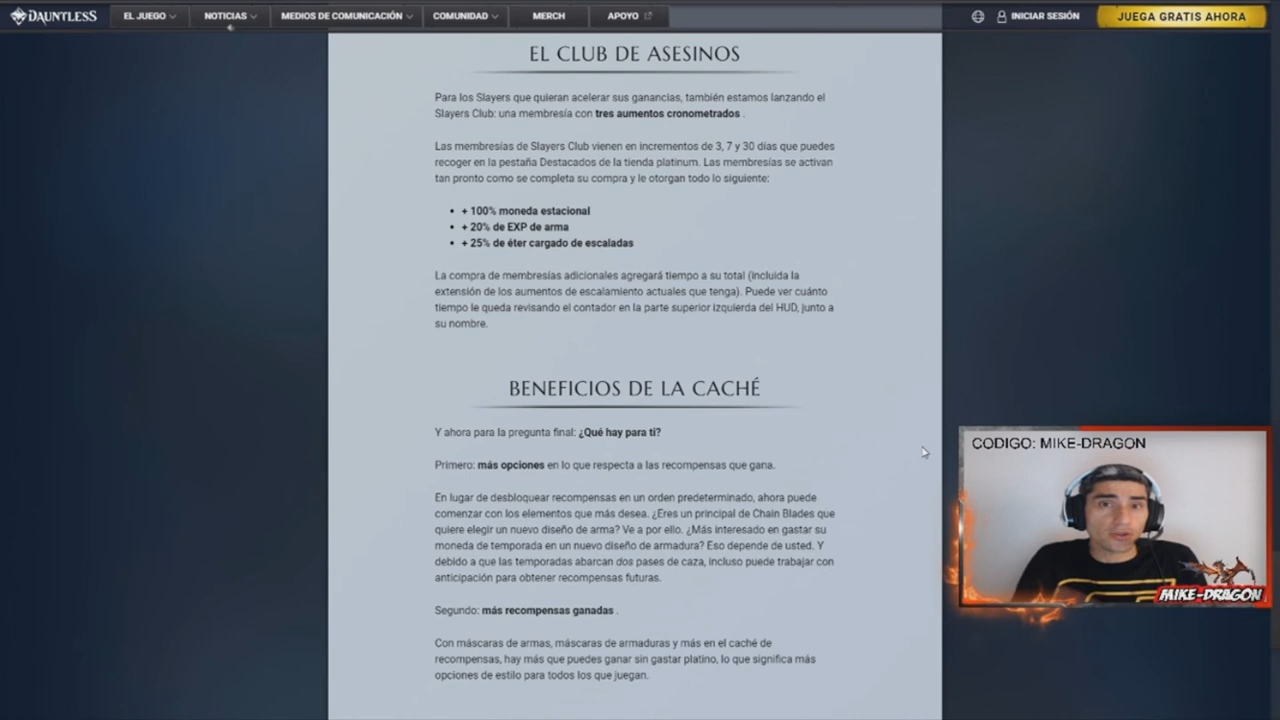 DAUNTLESS
EL JUEGO
NOTICIAS
MEDIOS DE COMUNICACIÓN
COMUNIDAD
MERCH
APOYO
INICIAR SESIÓN
JUEGA GRATIS AHORA
EL CLUB DE ASESINOS
Para los Slayers que quieran acelerar sus ganancias, también estamos lanzando el
Slayers Club: una membresía con tres aumentos cronometrados .
Las membresías de Slayers Club vienen en incrementos de 3, 7 y 30 días que puedes
recoger en la pestaña Destacados de la tienda platinum. Las membresías se activan
tan pronto como se completa su compra y le otorgan todo lo siguiente:
• + 100% moneda estacional
• + 20% de EXP de arma
• + 25% de éter cargado de escaladas
La compra de membresías adicionales agregará tiempo a su total (incluida la
extensión de los aumentos de escalamiento actuales que tenga). Puede ver cuánto
tiempo le queda revisando el contador en la parte superior izquierda del HUD, junto a
su nombre.
BENEFICIOS DE LA CACHÉ
Y ahora para la pregunta final: ¿Qué hay para ti?
Primero: más opciones en lo que respecta a las recompensas que gana.
En lugar de desbloquear recompensas en un orden predeterminado, ahora puede
comenzar con los elementos que más desea. ¿Eres un principal de Chain Blades que
quiere elegir un nuevo diseño de arma? Ve a por ello. ¿Más interesado en gastar su
moneda de temporada en un nuevo diseño de armadura? Eso depende de usted. Y
debido a que las temporadas abarcan dos pases de caza, incluso puede trabajar con
anticipación para obtener recompensas futuras.
Segundo: más recompensas ganadas .
Con máscaras de armas, máscaras de armaduras y más en el caché de
recompensas, hay más que puedes ganar sin gastar platino, lo que significa más
opciones de estilo para todos los que juegan.
CODIGO: MIKE-DRAGON
MIKE-DRAGON